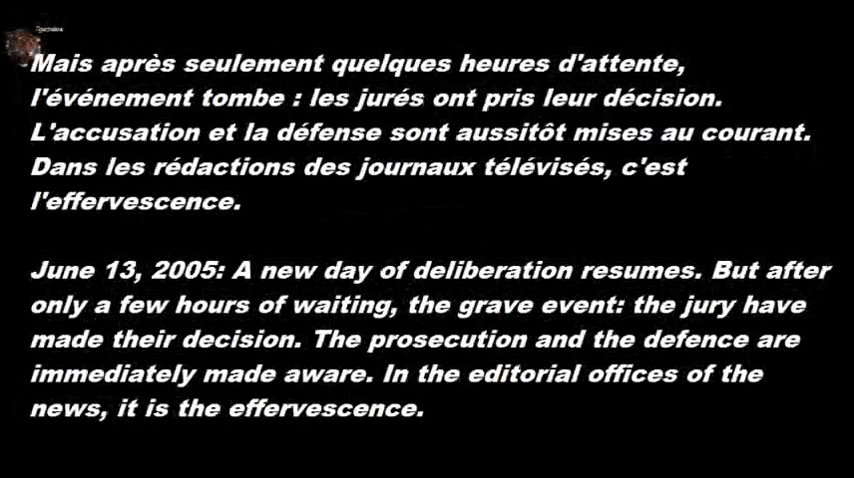 Mais après seulement quelques heures d'attente,
l'événement tombe : les jurés ont pris leur décision.
L'accusation et la défense sont aussitôt mises au courant.
Dans les rédactions des journaux télévisés, c'est
l'effervescence.
June 13, 2005: A new day of deliberation resumes. But after
only a few hours of waiting, the grave event: the jury have
made their decision. The prosecution and the defence are
immediately made aware. In the editorial offices of the
news, it is the effervescence.